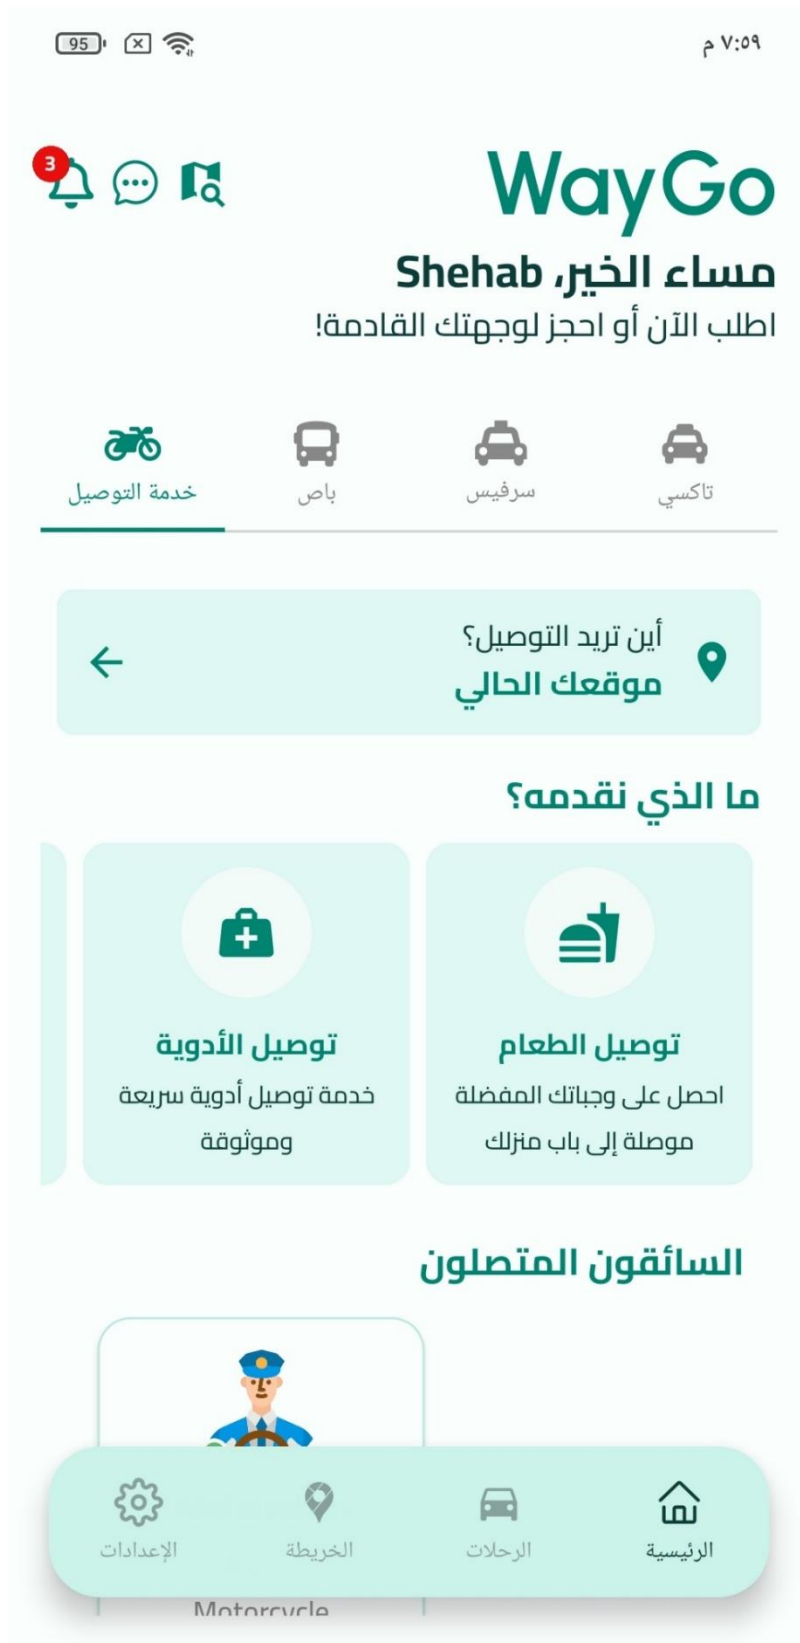 ٧:٥٩ م
95
3
WayGo
مساء الخير، Shehab
اطلب الآن أو احجز لوجهتك القادمة!
تاكسي
سرفيس
باص
خدمة التوصيل
أين تريد التوصيل؟
موقعك الحالي
ما الذي نقدمه؟
توصيل الطعام
احصل على وجباتك المفضلة
موصلة إلى باب منزلك
توصيل الأدوية
خدمة توصيل أدوية سريعة
وموثوقة
السائقون المتصلون
الرئيسية
الرحلات
الخريطة
الإعدادات
Motorcycle